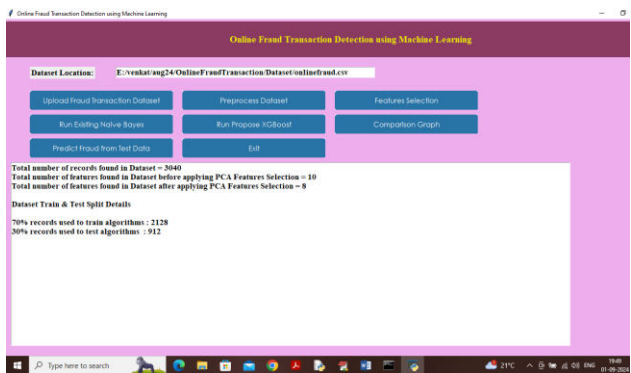 Online Fraud Transaction Detection using Machine Learning
Online Fraud Transaction Detection using Machine Learning
Dataset Location: E:/venkat/aug24/OnlineFraudTransaction/Dataset/onlinefraud.csv
Upload Fraud Transaction Dataset Preprocess Dataset Features Selection
Run Existing Naive Bayes Run Propose XGBoost Comparison Graph
Predict Fraud from Test Data Exit
Total number of records found in Dataset = 3040
Total number of features found in Dataset before applying PCA Features Selection = 10
Total number of features found in Dataset after applying PCA Features Selection = 8
Dataset Train & Test Split Details
70% records used to train algorithms : 2128
30% records used to test algorithms : 912
Type here to search 21°C ENG 19:49
01-09-2024